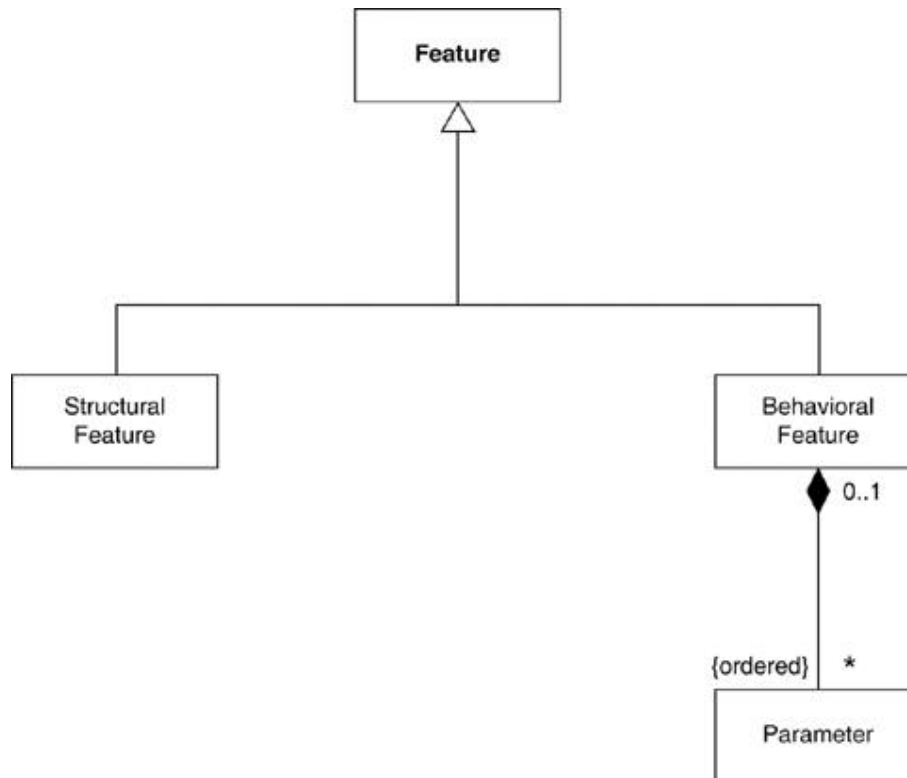 Feature
Structural
Feature
Behavioral
Feature
0..1
{ordered}
*
Parameter